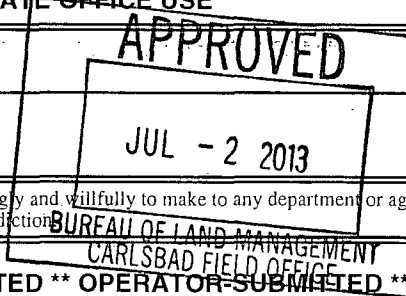 ATE OFFICE USE
APPROVED
JUL - 2 2013
gly and willfully to make to any department or ag
diction
BUREAU OF LAND MANAGEMENT
CARLSBAD FIELD OFFICE
TED ** OPERATOR-SUBMITTED **